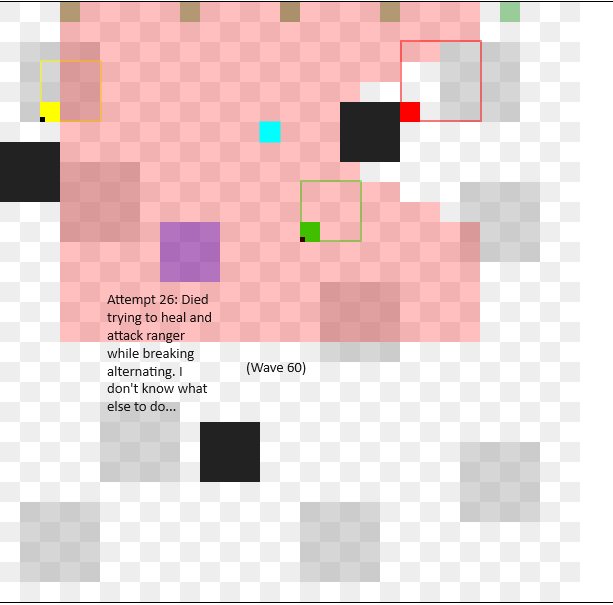 Attempt 26: Died
trying to heal and
attack ranger
while breaking
alternating. I
don't know what
else to do...
(Wave 60)